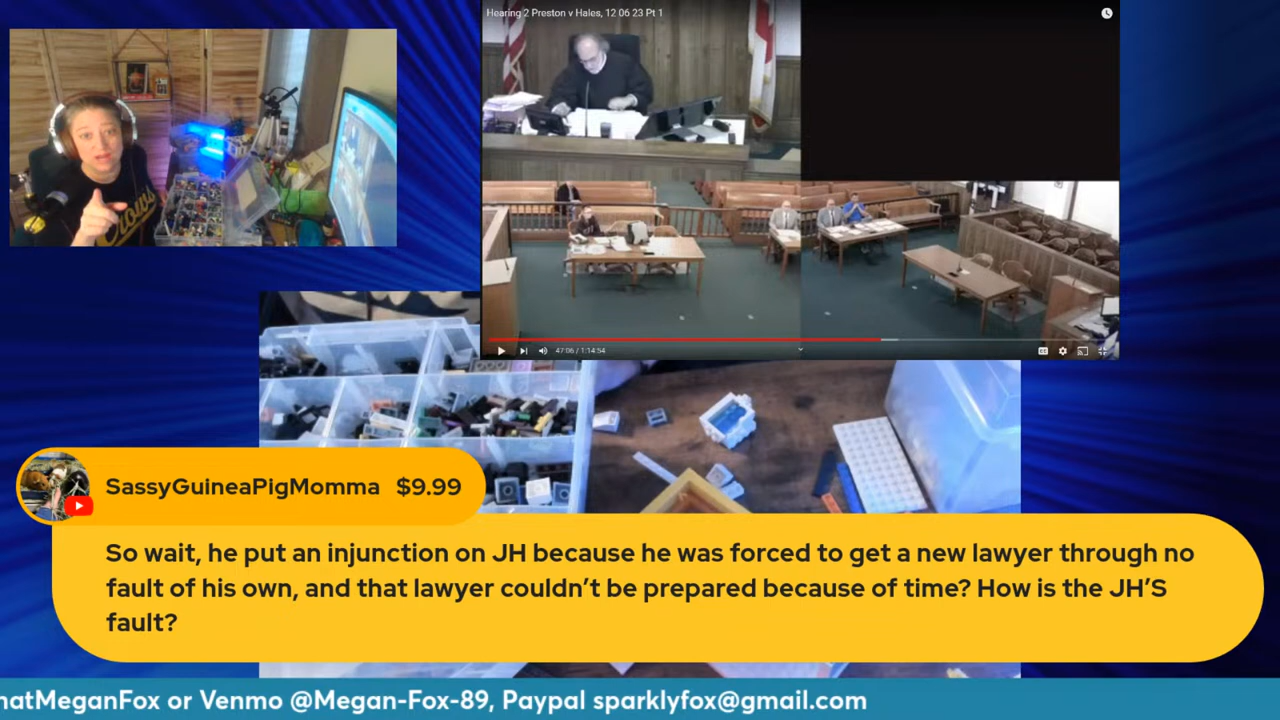 Hearing 2 Preston v Hales, 12 06 23 Pt 1
47:06 / 1:14:54
SassyGuineaPigMomma $9.99
So wait, he put an injunction on JH because he was forced to get a new lawyer through no
fault of his own, and that lawyer couldn’t be prepared because of time? How is the JH’S
fault?
hatMeganFox or Venmo @Megan-Fox-89, Paypal sparklyfox@gmail.com